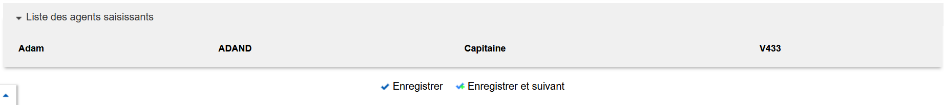 Liste des agents saisissants
Adam ADAND Capitaine V433
Enregistrer Enregistrer et suivant